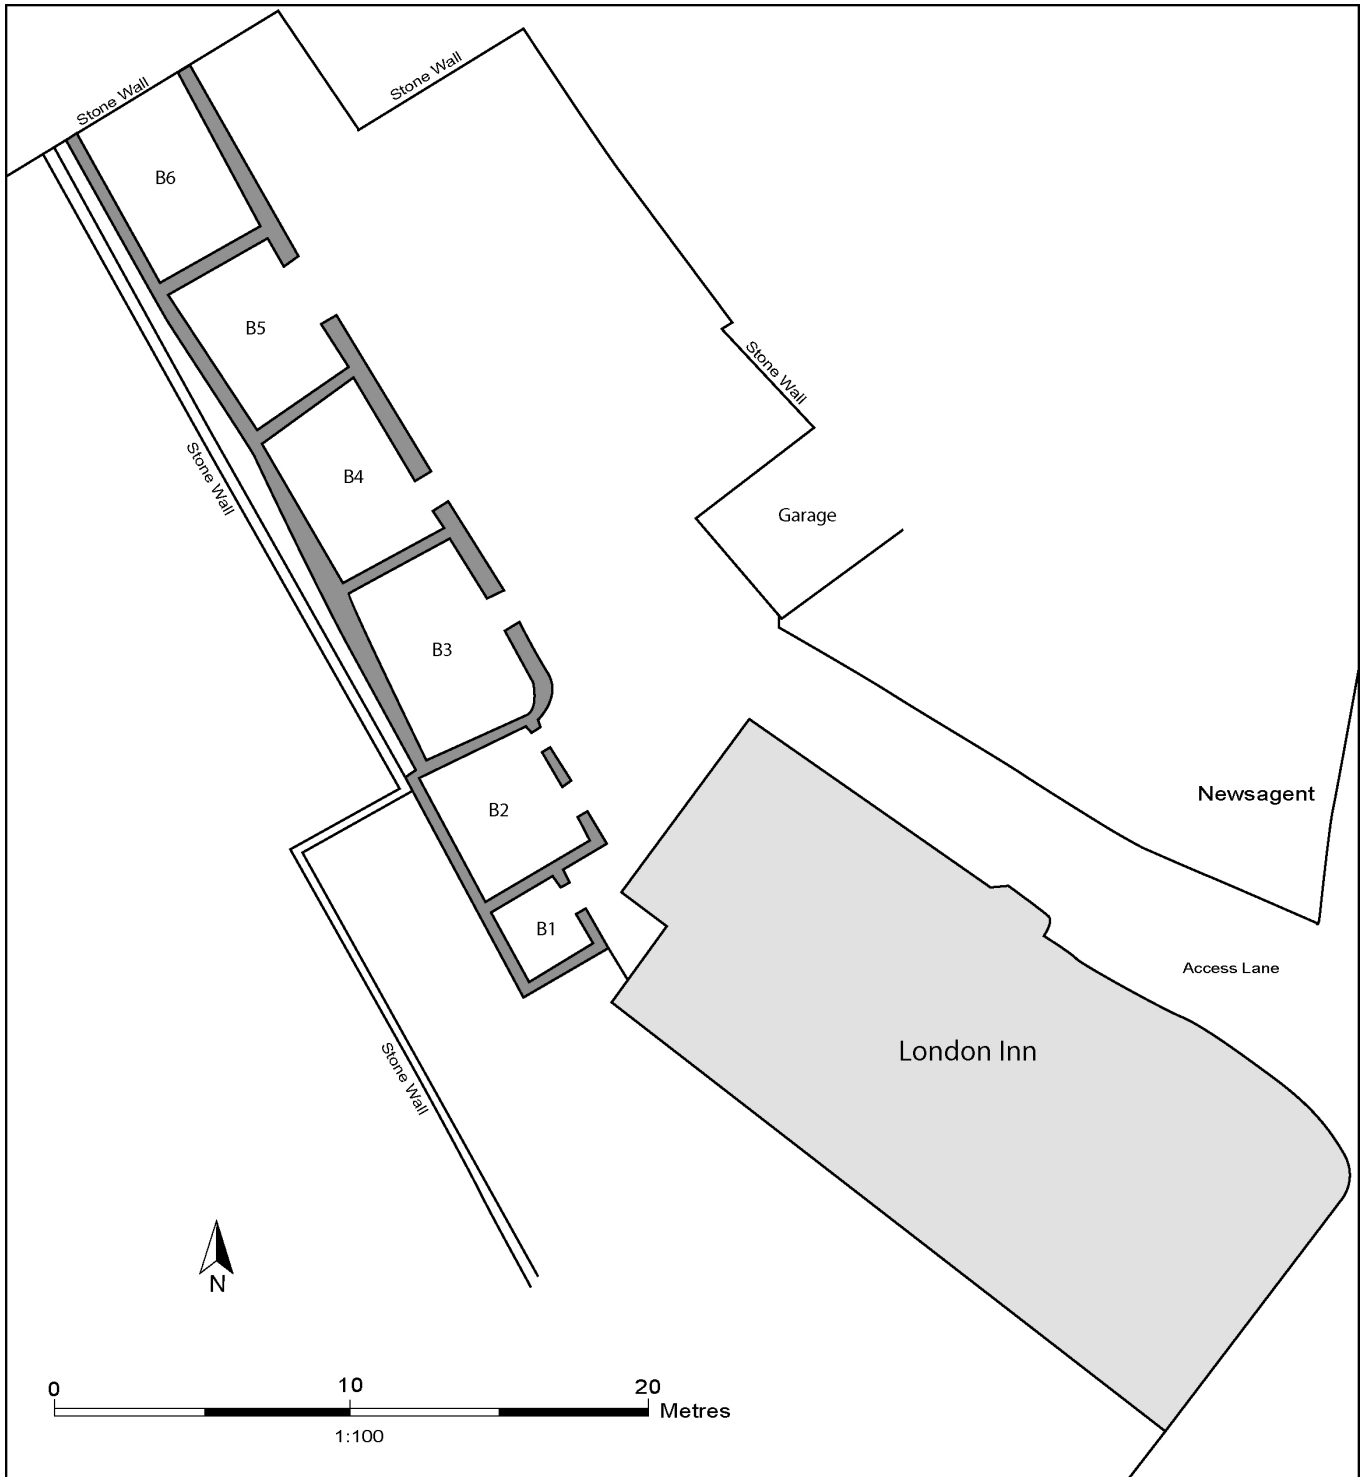 Stone Wall
Stone Wall
B6
B5
Stone Wall
B4
Stone Wall
Garage
B3
Newsagent
B2
B1
Access Lane
London Inn
Stone Wall
N
0 10 20
Metres
1:100